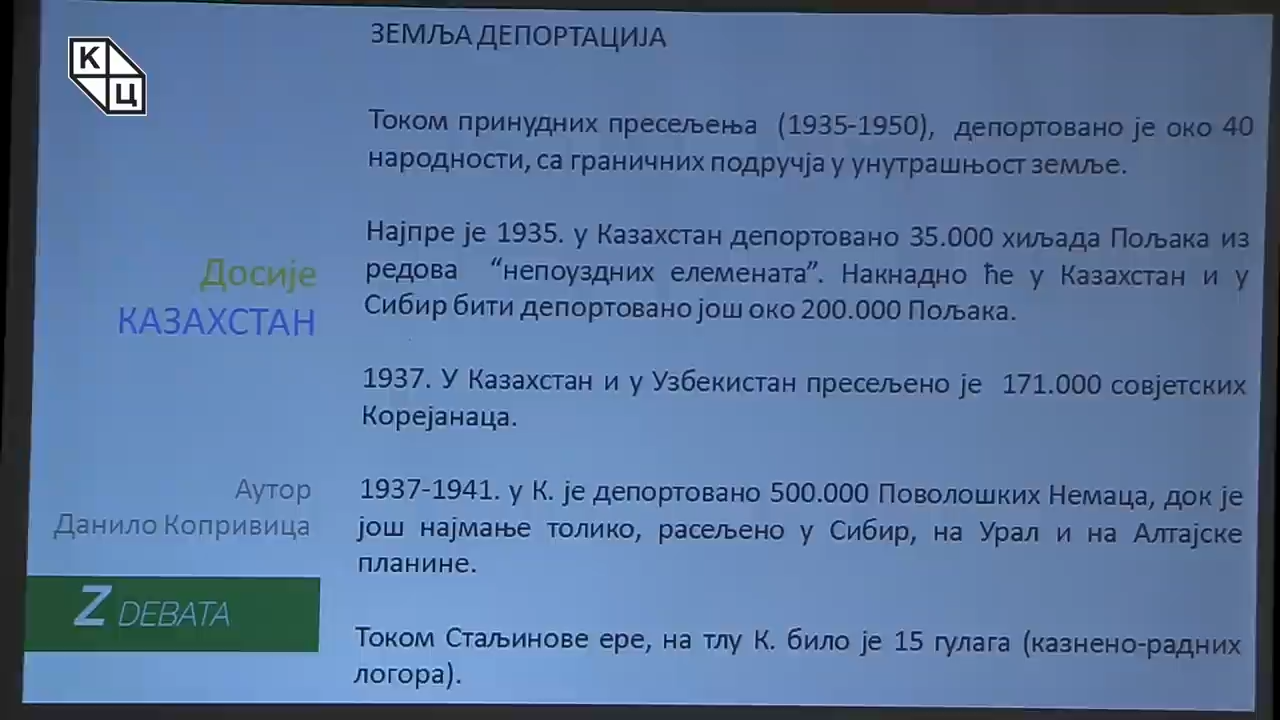 К
Ц
ЗЕМЉА ДЕПОРТАЦИЈА
Током принудних пресељења (1935-1950), депортовано је око 40
народности, са граничних подручја у унутрашњост земље.
Најпре је 1935. у Казахстан депортовано 35.000 хиљада Пољака из
редова “непоузданих елемената”. Накнадно ће у Казахстан и у
Сибир бити депортовано још око 200.000 Пољака.
1937. У Казахстан и у Узбекистан пресељено је 171.000 совјетских
Корејанаца.
1937-1941. у К. је депортовано 500.000 Поволошких Немаца, док је
још најмање толико, расељено у Сибир, на Урал и на Алтајске
планине.
Током Стаљинове ере, на тлу К. било је 15 гулага (казнено-радних
логора).
Досије
КАЗАХСТАН
Аутор
Данило Копривица
Z DEBATA